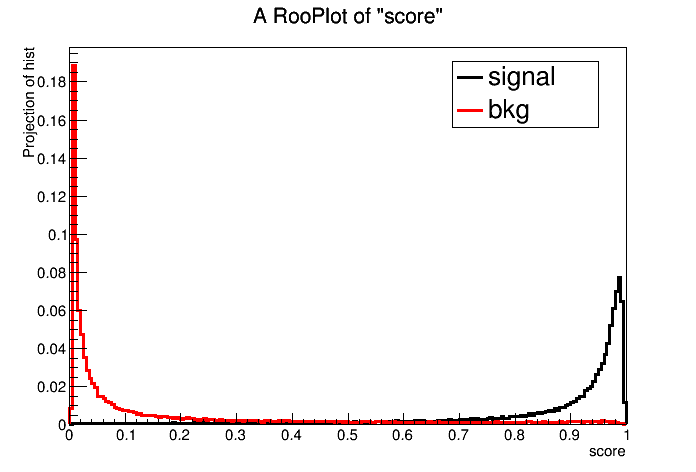 A RooPlot of "score"
Projection of hist
signal
bkg
0.18
0.16
0.14
0.12
0.1
0.08
0.06
0.04
0.02
0
0 0.1 0.2 0.3 0.4 0.5 0.6 0.7 0.8 0.9 1
score